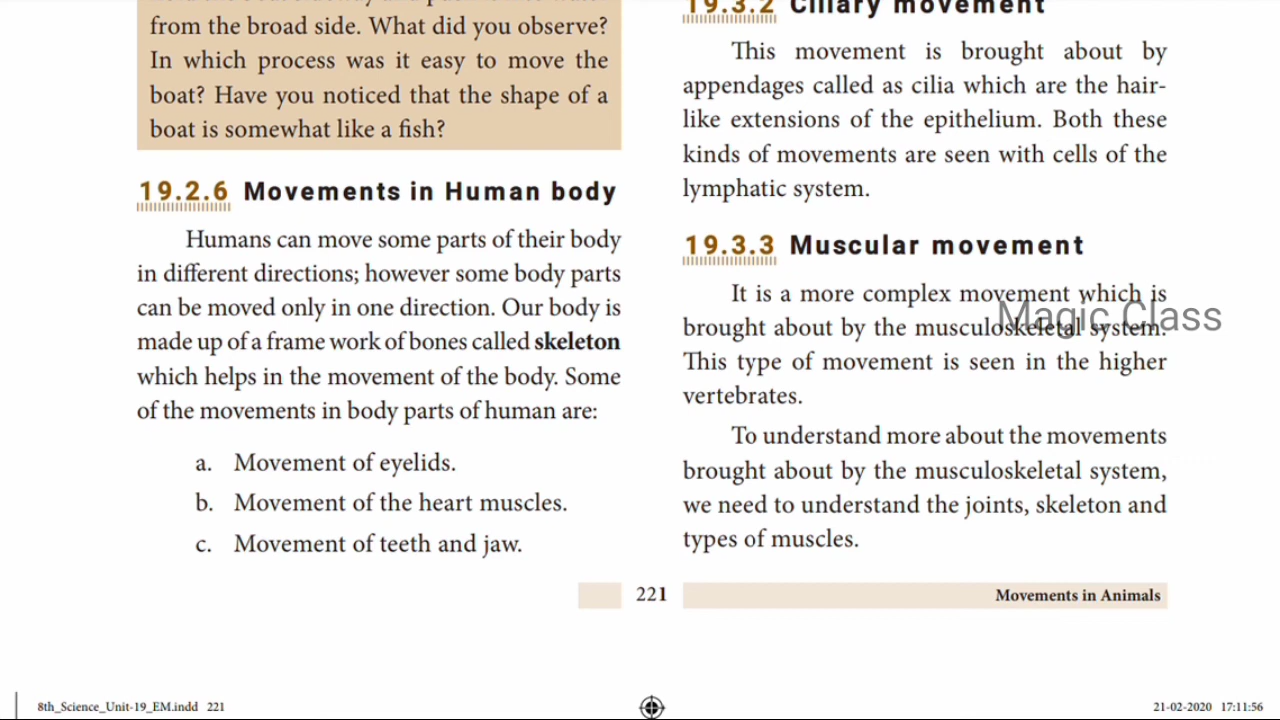 from the broad side. What did you observe?
In which process was it easy to move the
boat? Have you noticed that the shape of a
boat is somewhat like a fish?
19.2.6 Movements in Human body
Humans can move some parts of their body
in different directions; however some body parts
can be moved only in one direction. Our body is
made up of a frame work of bones called skeleton
which helps in the movement of the body. Some
of the movements in body parts of human are:
a. Movement of eyelids.
b. Movement of the heart muscles.
c. Movement of teeth and jaw.
19.3.2 Ciliary movement
This movement is brought about by
appendages called as cilia which are the hair-
like extensions of the epithelium. Both these
kinds of movements are seen with cells of the
lymphatic system.
19.3.3 Muscular movement
It is a more complex movement which is
brought about by the musculoskeletal system.
This type of movement is seen in the higher
vertebrates.
Magic Class
To understand more about the movements
brought about by the musculoskeletal system,
we need to understand the joints, skeleton and
types of muscles.
221
Movements in Animals
8th_Science_Unit-19_EM.indd 221
21-02-2020 17:11:56